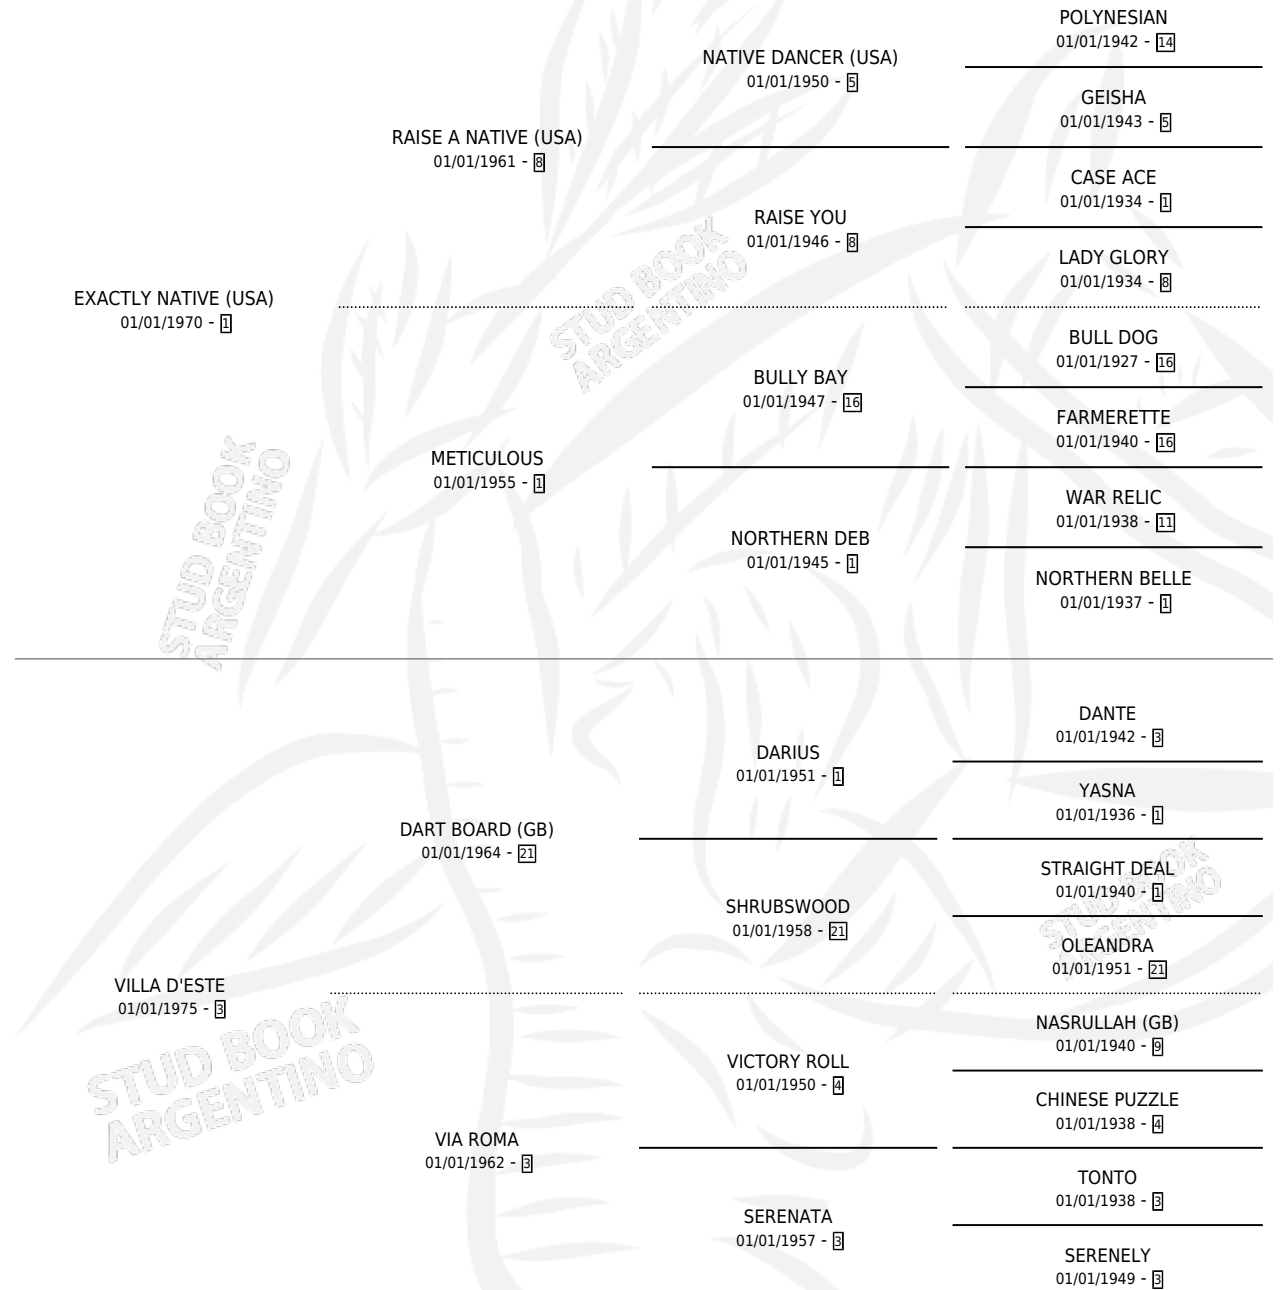 POLYNESIAN
01/01/1942 - 14
NATIVE DANCER (USA)
01/01/1950 - 5
GEISHA
01/01/1943 - 5
RAISE A NATIVE (USA)
01/01/1961 - 8
CASE ACE
01/01/1934 - 1
RAISE YOU
01/01/1946 - 8
LADY GLORY
01/01/1934 - 8
EXACTLY NATIVE (USA)
01/01/1970 - 1
BULL DOG
01/01/1927 - 16
BULLY BAY
01/01/1947 - 16
FARMERETTE
01/01/1940 - 16
METICULOUS
01/01/1955 - 1
WAR RELIC
01/01/1938 - 11
NORTHERN DEB
01/01/1945 - 1
NORTHERN BELLE
01/01/1937 - 1
DANTE
01/01/1942 - 3
DARIUS
01/01/1951 - 1
YASNA
01/01/1936 - 1
DART BOARD (GB)
01/01/1964 - 21
STRAIGHT DEAL
01/01/1940 - 1
SHRUBSWOOD
01/01/1958 - 21
OLEANDRA
01/01/1951 - 21
VILLA D'ESTE
01/01/1975 - 3
NASRULLAH (GB)
01/01/1940 - 9
VICTORY ROLL
01/01/1950 - 4
CHINESE PUZZLE
01/01/1938 - 4
VIA ROMA
01/01/1962 - 3
TONTO
01/01/1938 - 3
SERENATA
01/01/1957 - 3
SERENELY
01/01/1949 - 3
STUD BOOK
ARGENTINO
STUD BOOK
ARGENTINO
STUD BOOK
ARGENTINO
STUD BOOK
ARGENTINO